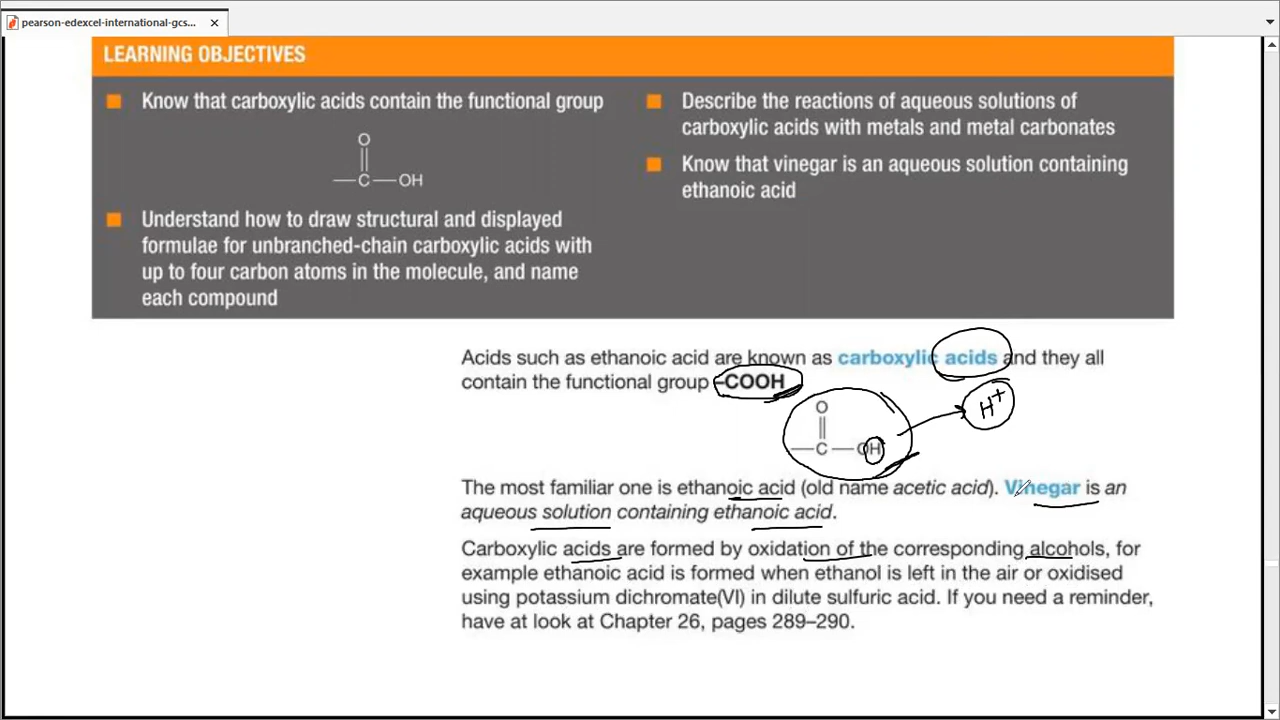 pearson-edexcel-international-gcs...
LEARNING OBJECTIVES
Know that carboxylic acids contain the functional group
O
C
OH
Understand how to draw structural and displayed
formulae for unbranched-chain carboxylic acids with
up to four carbon atoms in the molecule, and name
each compound
Describe the reactions of aqueous solutions of
carboxylic acids with metals and metal carbonates
Know that vinegar is an aqueous solution containing
ethanoic acid
Acids such as ethanoic acid are known as carboxylic acids and they all
contain the functional group –COOH
O
C
OH
H+
The most familiar one is ethanoic acid (old name acetic acid). Vinegar is an
aqueous solution containing ethanoic acid.
Carboxylic acids are formed by oxidation of the corresponding alcohols, for
example ethanoic acid is formed when ethanol is left in the air or oxidised
using potassium dichromate(VI) in dilute sulfuric acid. If you need a reminder,
have at look at Chapter 26, pages 289–290.